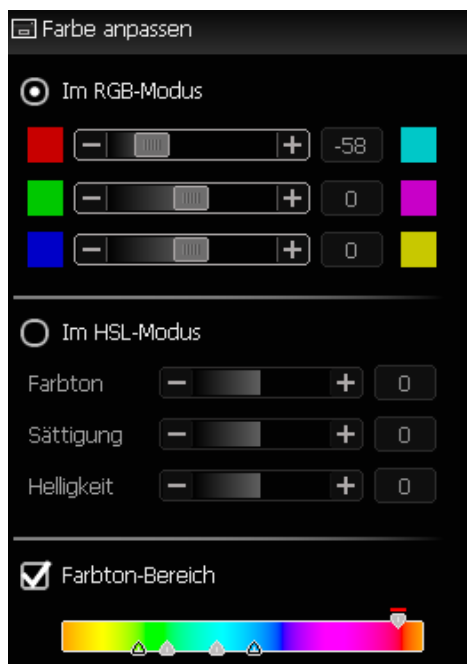 Farbe anpassen
Im RGB-Modus
-58
0
0
Im HSL-Modus
Farbton 0
Sättigung 0
Helligkeit 0
Farbton-Bereich